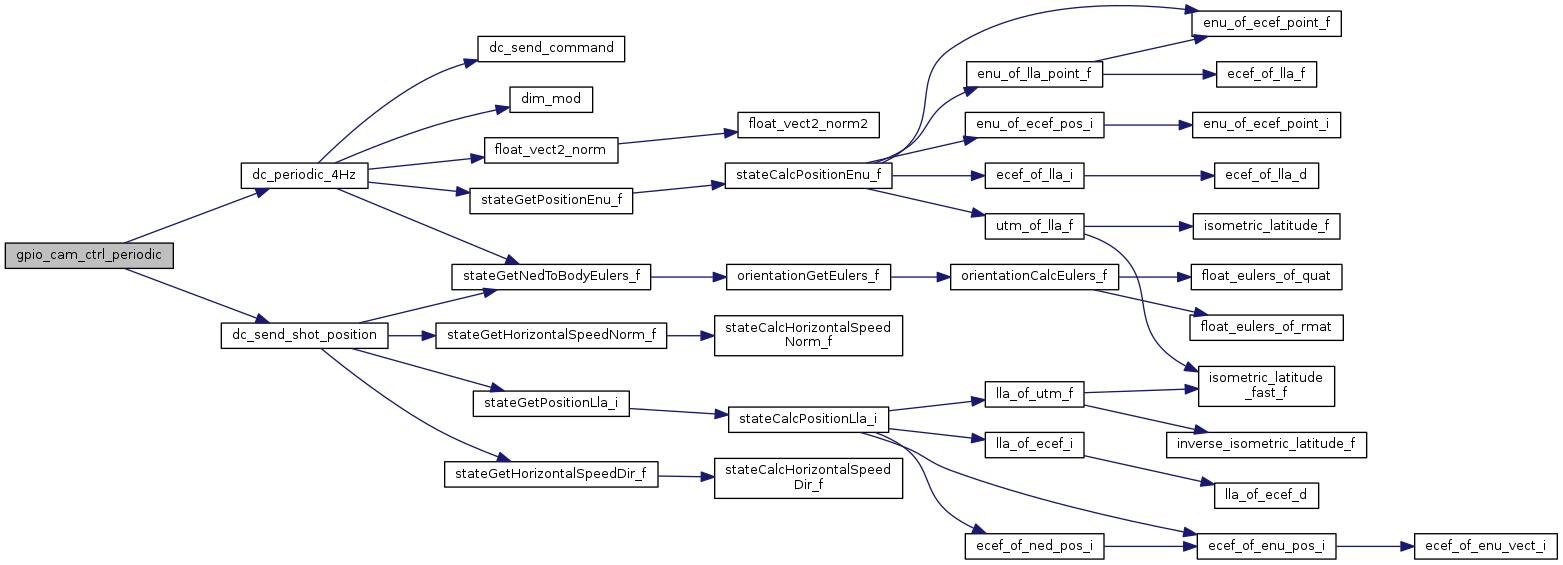 gpio_cam_ctrl_periodic
dc_periodic_4Hz
dc_send_shot_position
dc_send_command
dim_mod
float_vect2_norm
stateGetPositionEnu_f
stateGetNedToBodyEulers_f
stateGetHorizontalSpeedNorm_f
stateGetPositionLla_i
stateGetHorizontalSpeedDir_f
float_vect2_norm2
stateCalcPositionEnu_f
orientationGetEulers_f
stateCalcHorizontalSpeed
Norm_f
stateCalcPositionLla_i
stateCalcHorizontalSpeed
Dir_f
enu_of_lla_point_f
enu_of_ecef_pos_i
ecef_of_lla_i
utm_of_lla_f
orientationCalcEulers_f
lla_of_utm_f
lla_of_ecef_i
ecef_of_ned_pos_i
enu_of_ecef_point_f
ecef_of_lla_f
enu_of_ecef_point_i
ecef_of_lla_d
isometric_latitude_f
float_eulers_of_quat
float_eulers_of_rmat
isometric_latitude
_fast_f
inverse_isometric_latitude_f
lla_of_ecef_d
ecef_of_enu_pos_i
ecef_of_enu_vect_i